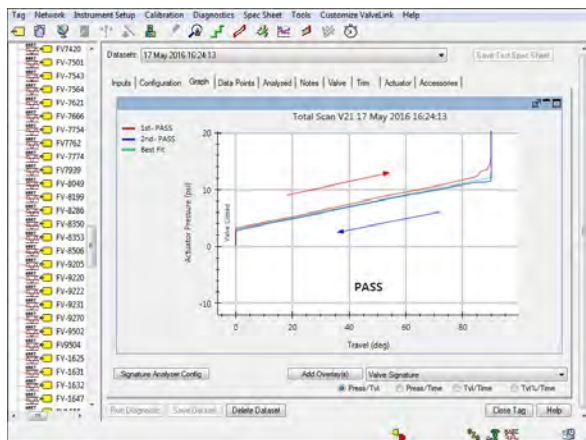 Tag Network Instrument Setup Calibration Diagnostics Spec Sheet Tools Customize ValveLink Help
FV7420
FV-7501
FV-7543
FV-7564
FV-7621
FV-7666
FV-7754
FV7762
FV-7774
FV7939
FV-8049
FV-8199
FV-8286
FV-8350
FV-8353
FV-8506
FV-9205
FV-9220
FV-9222
FV-9231
FV-9270
FV-9502
FV9504
FV-1625
FV-1631
FV-1632
FV-1647
Datasets: 17 May 2016 16:24:13
Save Test Spec Sheet
Inputs Configuration Graph Data Points Analyzed Notes Valve Trim Actuator Accessories
Total Scan V21 17 May 2016 16:24:13
1st- PASS
2nd- PASS
Best Fit
Actuator Pressure (psi)
20
10
0
-10
Valve Closed
PASS
0 20 40 60 80
Travel (deg)
Signature Analyzer Config
Add Overlay(s)
Valve Signature
Press/Tvl Press/Time Tvl/Time Tvl%/Time
Run Diagnostic Save Dataset Delete Dataset Close Tag Help